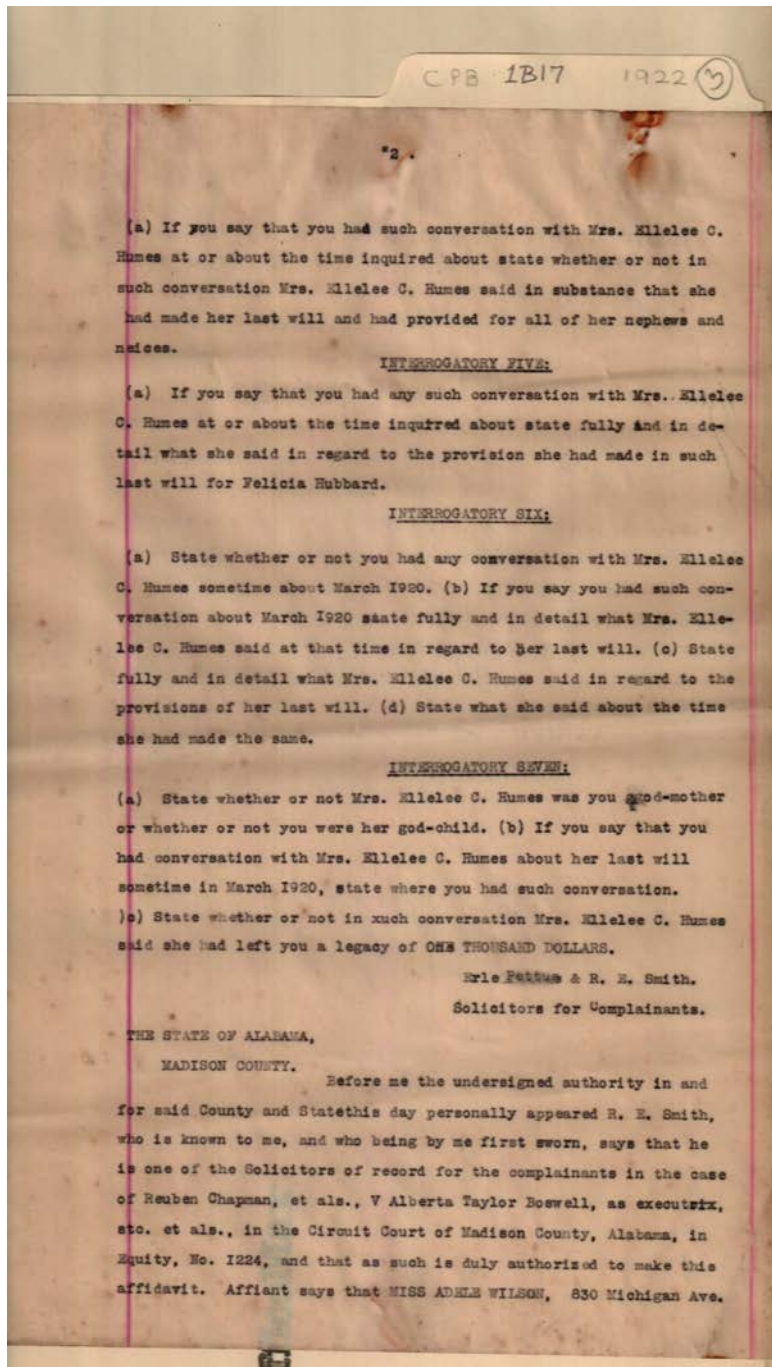 CPB 1B17 1922 3
"2 .
(a) If you say that you had such conversation with Mrs. Ellelee C.
Humes at or about the time inquired about state whether or not in
such conversation Mrs. Ellelee C. Humes said in substance that she
had made her last will and had provided for all of her nephews and
neices.
INTERROGATORY FIVE:
(a) If you say that you had any such conversation with Mrs.. Ellelee
C. Humes at or about the time inquired about state fully and in de-
tail what she said in regard to the provision she had made in such
last will for Felicia Hubbard.
INTERROGATORY SIX:
(a) State whether or not you had any conversation with Mrs. Ellelee
C. Humes sometime about March I920. (b) If you say you had such con-
versation about March I920 saate fully and in detail what Mrs. Elle-
lee C. Humes said at that time in regard to her last will. (c) State
fully and in detail what Mrs. Ellelee C. Humes said in regard to the
provisions of her last will. (d) State what she said about the time
she had made the same.
INTERROGATORY SEVEN:
(a) State whether or not Mrs. Ellelee C. Humes was you god-mother
or whether or not you were her god-child. (b) If you say that you
had conversation with Mrs. Ellelee C. Humes about her last will
sometime in March I920, state where you had such conversation.
)c) State whether or not in xuch conversation Mrs. Ellelee C. Humes
said she had left you a legacy of ONE THOUSAND DOLLARS.
Erle Pettus & R. E. Smith.
Solicitors for Complainants.
THE STATE OF ALABAMA,
MADISON COUNTY.
Before me the undersigned authority in and
for said County and Statethis day personally appeared R. E. Smith,
who is known to me, and who being by me first sworn, says that he
is one of the Solicitors of record for the complainants in the case
of Reuben Chapman, et als., V Alberta Taylor Boswell, as executrix,
etc. et als., in the Circuit Court of Madison County, Alabama, in
Equity, No. I224, and that as such is duly authorized to make this
affidavit. Affiant says that MISS ADELE WILSON, 830 Michigan Ave.